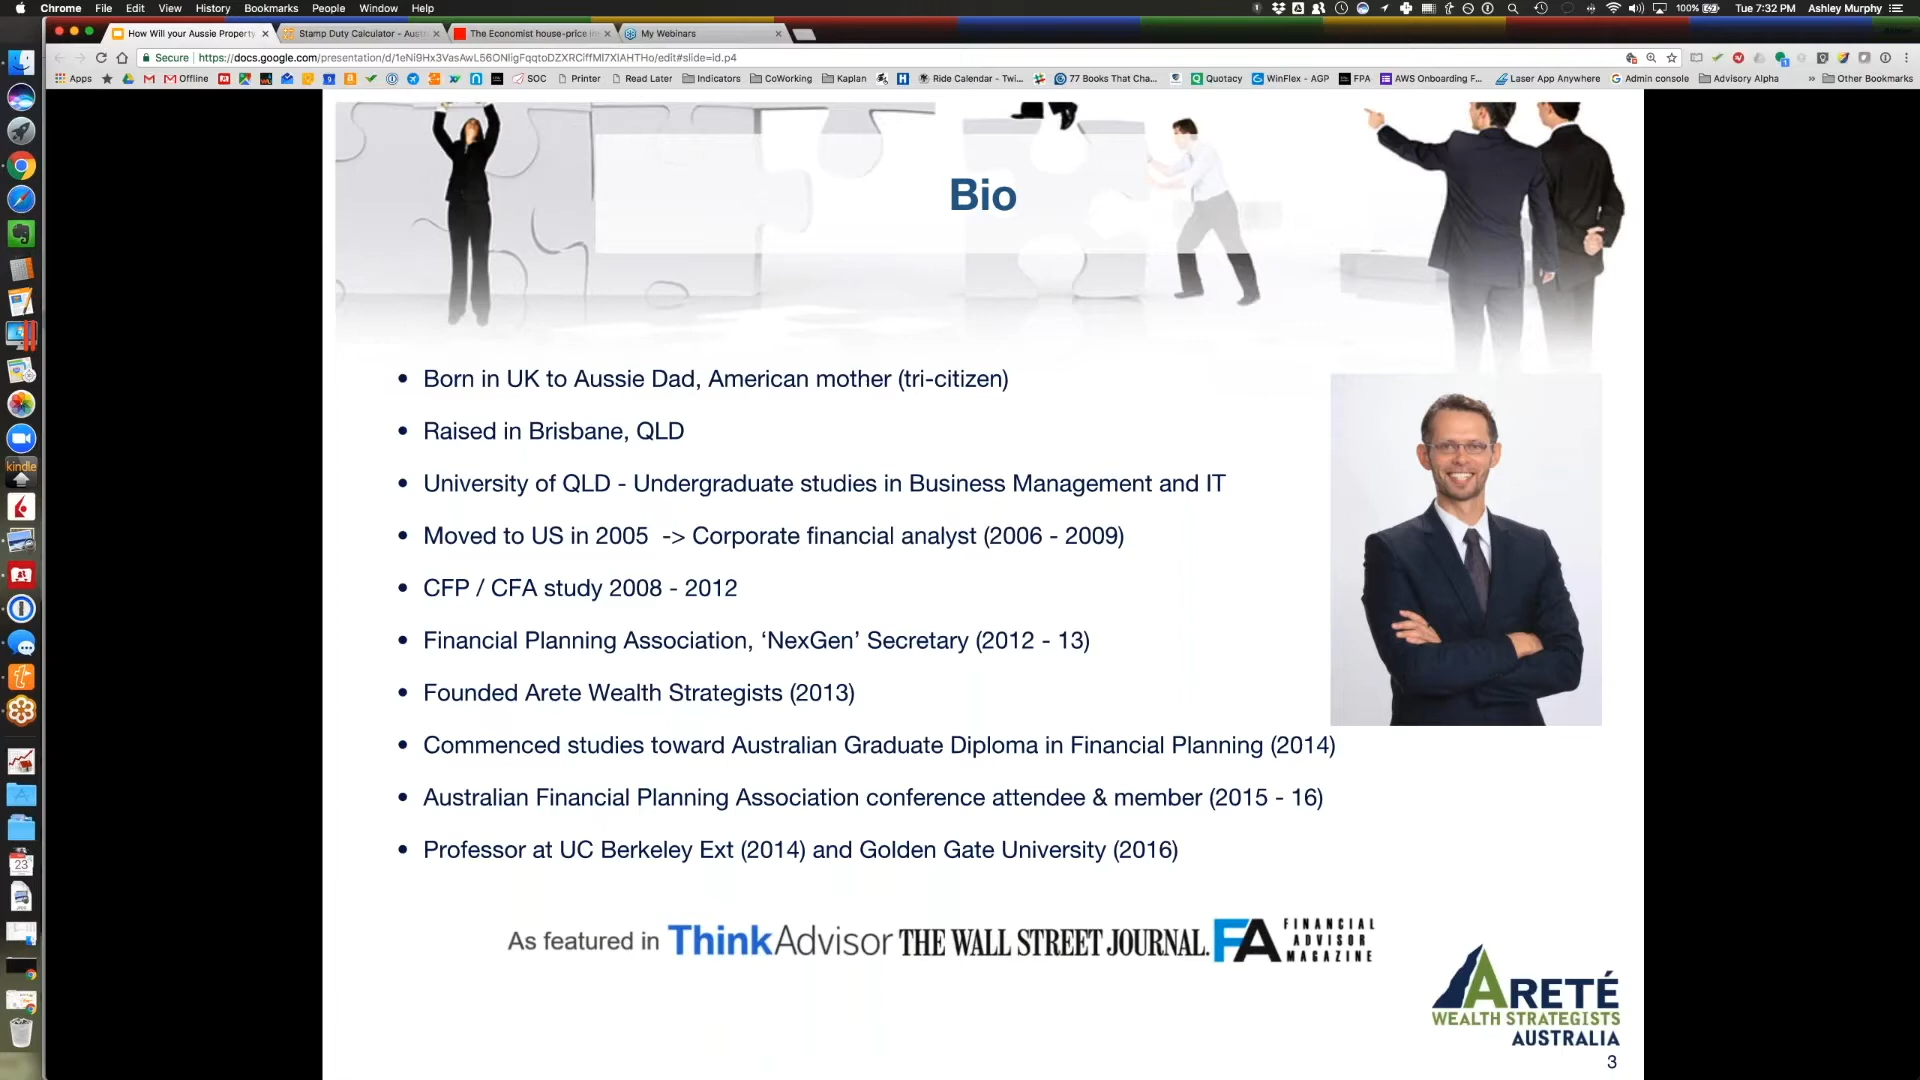 Chrome File Edit View History Bookmarks People Window Help
100% Tue 7:32 PM Ashley Murphy
How Will your Aussie Property
Stamp Duty Calculator - Aust
The Economist house-price in
My Webinars
Secure https://docs.google.com/presentation/d/1eNi9Hx3VasAwL56ONligFqqtoDZXRCiffMl7XlAHTHo/edit#slide=id.p4
Apps Offline SOC Printer Read Later Indicators CoWorking Kaplan Ride Calendar - Twi... 77 Books That Cha... Quotacy WinFlex - AGP FPA AWS Onboarding F... Laser App Anywhere Admin console Advisory Alpha » Other Bookmarks
kindle
Bio
• Born in UK to Aussie Dad, American mother (tri-citizen)
• Raised in Brisbane, QLD
• University of QLD - Undergraduate studies in Business Management and IT
• Moved to US in 2005 -> Corporate financial analyst (2006 - 2009)
• CFP / CFA study 2008 - 2012
• Financial Planning Association, ‘NexGen’ Secretary (2012 - 13)
• Founded Arete Wealth Strategists (2013)
• Commenced studies toward Australian Graduate Diploma in Financial Planning (2014)
• Australian Financial Planning Association conference attendee & member (2015 - 16)
• Professor at UC Berkeley Ext (2014) and Golden Gate University (2016)
As featured in ThinkAdvisor THE WALL STREET JOURNAL. FA FINANCIAL ADVISOR MAGAZINE
ARETÉ
WEALTH STRATEGISTS
AUSTRALIA
3
23